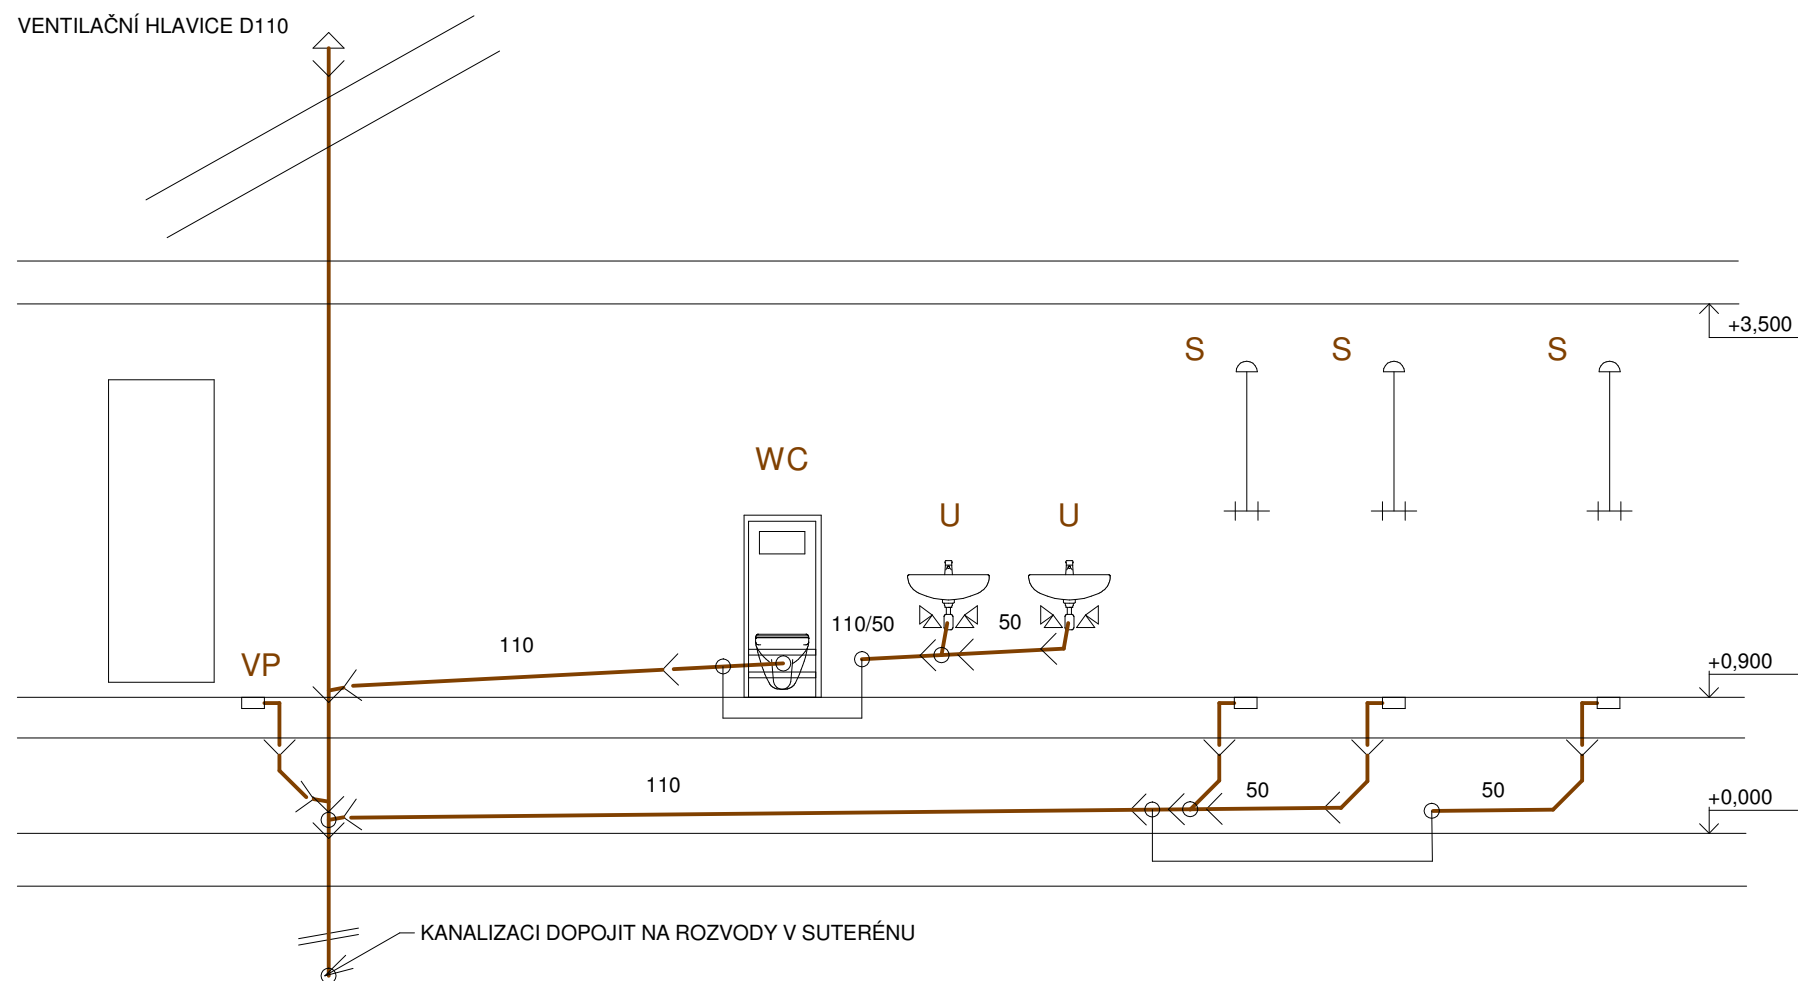 VENTILAČNÍ HLAVICE D110
+3,500
S S S
WC
U U
110/50 50
110
VP
+0,900
110
50
50
+0,000
KANALIZACI DOPOJIT NA ROZVODY V SUTERÉNU